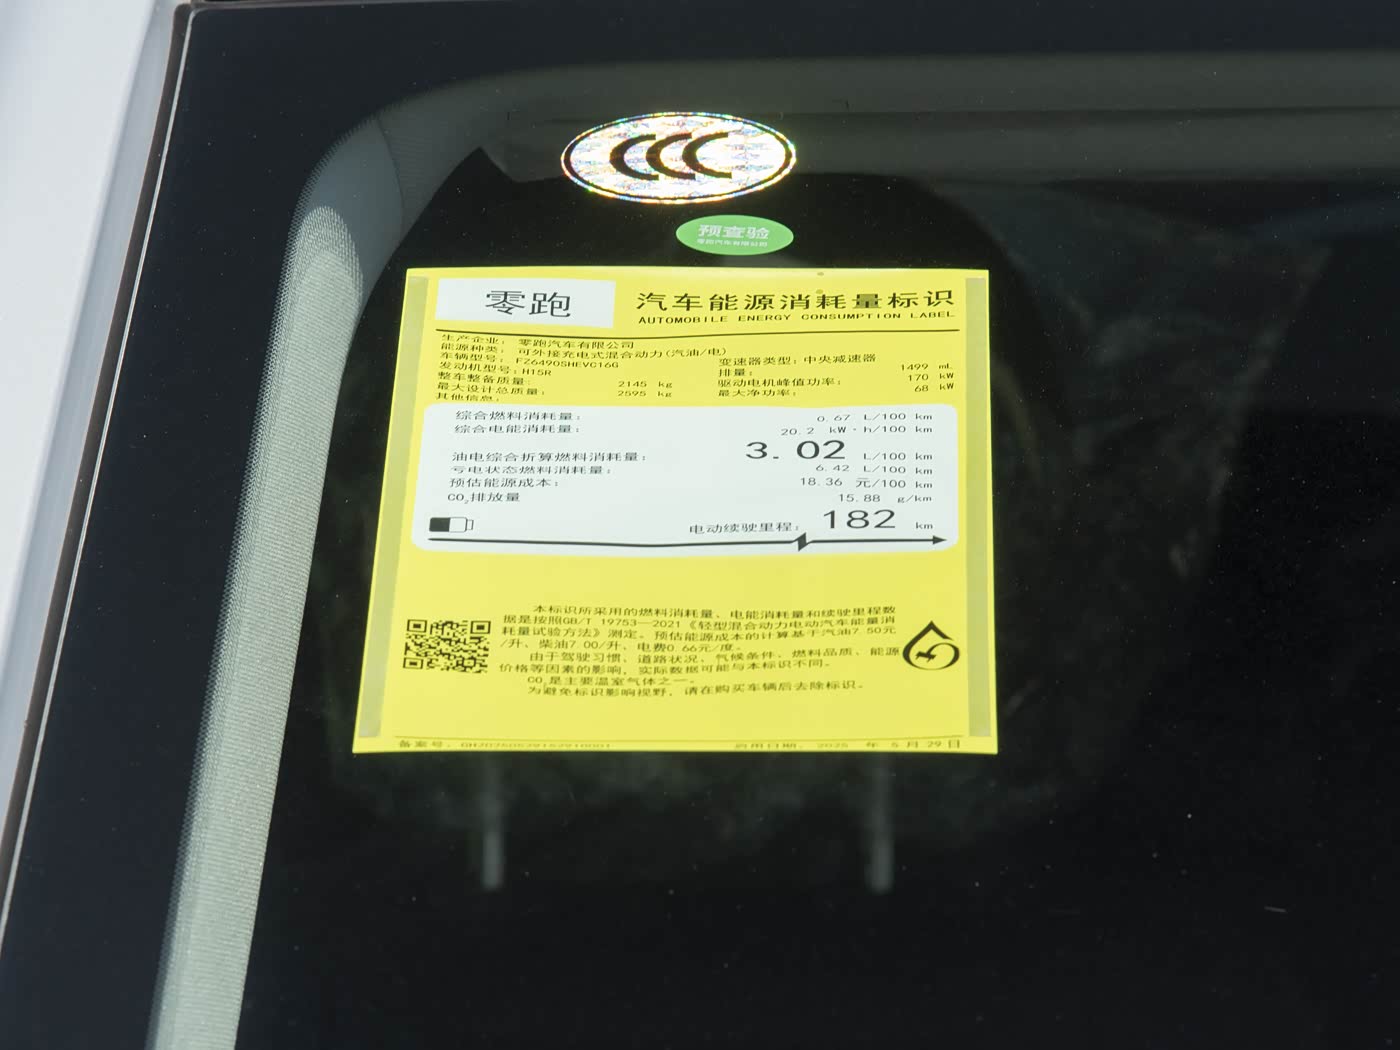 CCC
预查验
零跑汽车有限公司
零跑
汽车能源消耗量标识
AUTOMOBILE ENERGY CONSUMPTION LABEL
生产企业： 零跑汽车有限公司
能源种类： 可外接充电式混合动力(汽油/电)
车辆型号： FZ6490SHEVC16G 变速器类型：中央减速器
发动机型号：H15R 排量： 1499 mL
整车整备质量： 2145 kg 驱动电机峰值功率： 170 kW
最大设计总质量： 2595 kg 最大净功率： 68 kW
其他信息：
综合燃料消耗量： 0.67 L/100 km
综合电能消耗量： 20.2 kW·h/100 km
油电综合折算燃料消耗量： 3.02 L/100 km
亏电状态燃料消耗量： 6.42 L/100 km
预估能源成本： 18.36 元/100 km
CO₂排放量 15.88 g/km
电动续驶里程： 182 km
本标识所采用的燃料消耗量、电能消耗量和续驶里程数
据是按照GB/T 19753—2021《轻型混合动力电动汽车能量消
耗量试验方法》测定。预估能源成本的计算基于汽油7.50元
/升、柴油7.00/升、电费0.66元/度。
由于驾驶习惯、道路状况、气候条件、燃料品质、能源
价格等因素的影响，实际数据可能与本标识不同。
CO₂是主要温室气体之一。
为避免标识影响视野，请在购买车辆后去除标识。
备案号： 启用日期： 2025 年 5 月 29 日